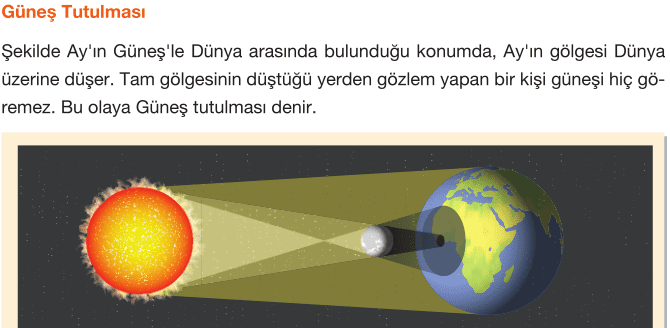 Güneş Tutulması
Şekilde Ay'ın Güneş'le Dünya arasında bulunduğu konumda, Ay'ın gölgesi Dünya
üzerine düşer. Tam gölgesinin düştüğü yerden gözlem yapan bir kişi güneşi hiç gö-
remez. Bu olaya Güneş tutulması denir.